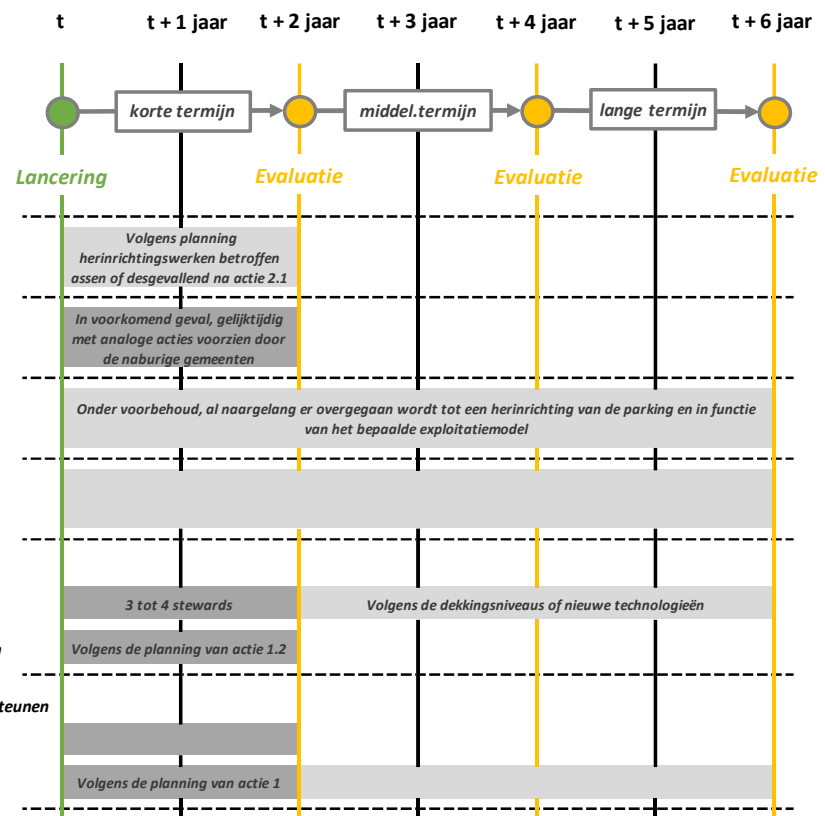 t t + 1 jaar t + 2 jaar t + 3 jaar t + 4 jaar t + 5 jaar t + 6 jaar
korte termijn middel.termijn lange termijn
Lancering Evaluatie Evaluatie Evaluatie
Volgens planning
herinrichtingswerken betroffen
assen of desgevallend na actie 2.1
In voorkomend geval, gelijktijdig
met analoge acties voorzien door
de naburige gemeenten
Onder voorbehoud, al naargelang er overgegaan wordt tot een herinrichting van de parking en in functie
van het bepaalde exploitatiemodel
3 tot 4 stewards Volgens de dekkingsniveaus of nieuwe technologieën
Volgens de planning van actie 1.2
teunen
Volgens de planning van actie 1